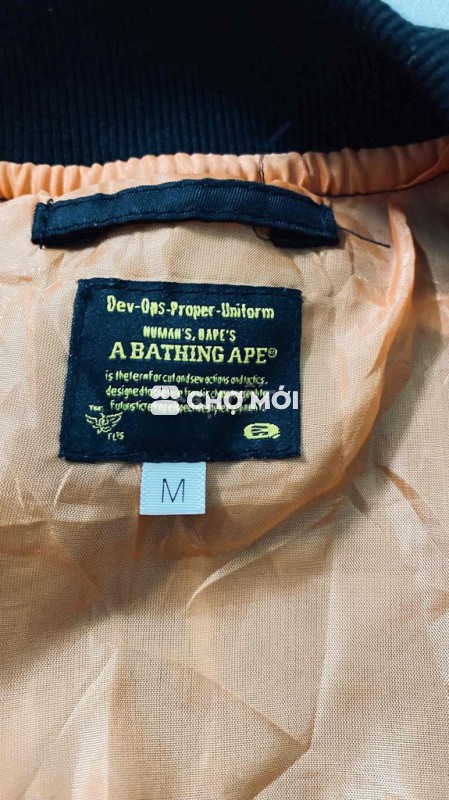 Dev-Ops-Proper-Uniform
HUMAN'S, BAPE'S
A BATHING APE®
is the term for cut and sew actions and tactics,
designed to
CHỢ MỚI
M